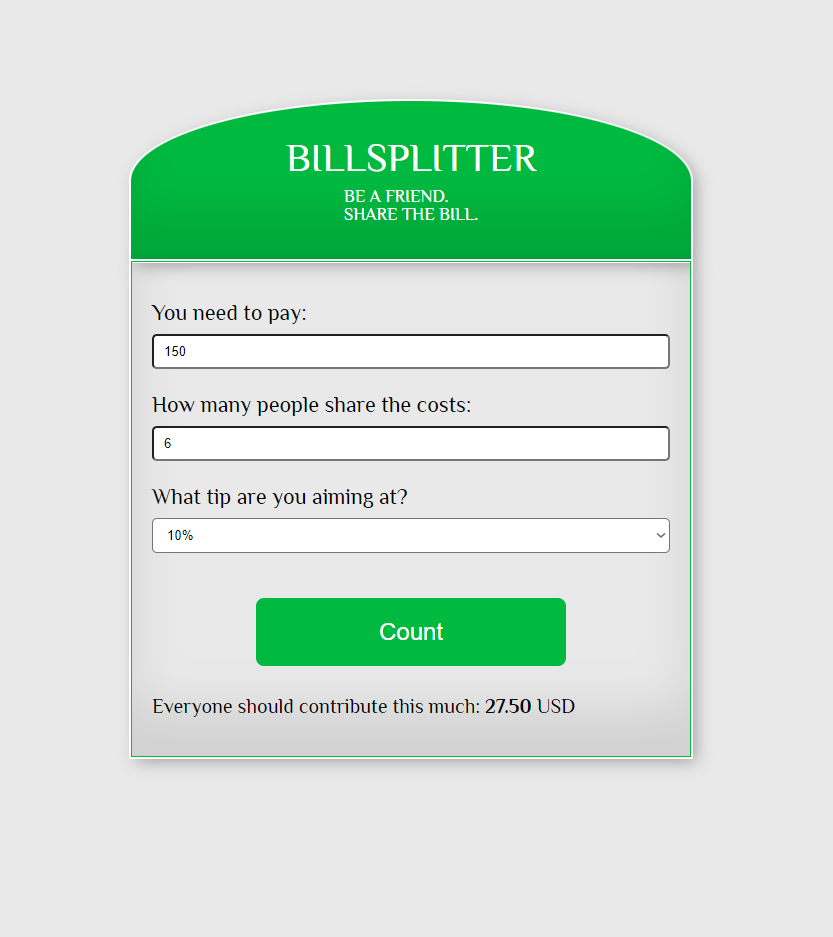 BILLSPLITTER
BE A FRIEND.
SHARE THE BILL.
You need to pay:
150
How many people share the costs:
6
What tip are you aiming at?
10%
Count
Everyone should contribute this much: 27.50 USD